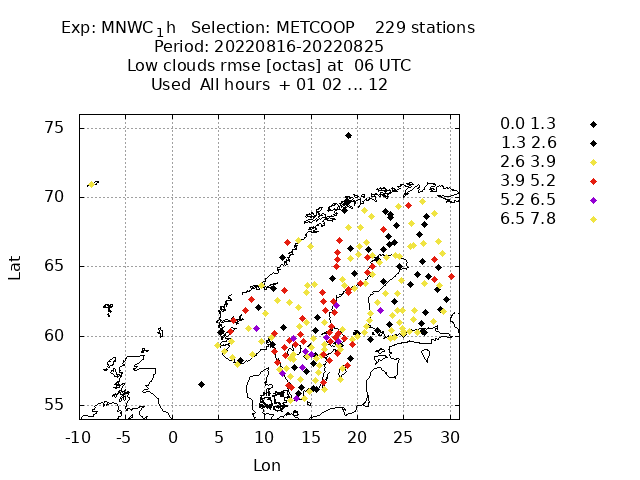 Exp: MNWC1h Selection: METCOOP 229 stations
Period: 20220816-20220825
Low clouds rmse [octas] at 06 UTC
Used All hours + 01 02 ... 12
75
70
65
60
55
Lat
-10 -5 0 5 10 15 20 25 30
Lon
0.0 1.3
1.3 2.6
2.6 3.9
3.9 5.2
5.2 6.5
6.5 7.8